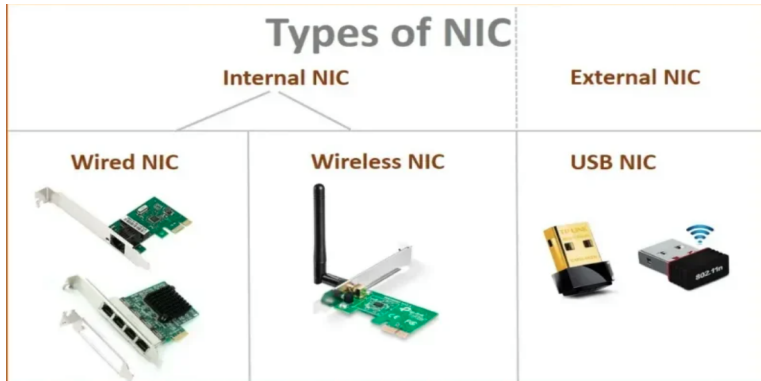 Types of NIC
Internal NIC
External NIC
Wired NIC
Wireless NIC
USB NIC
802.11n